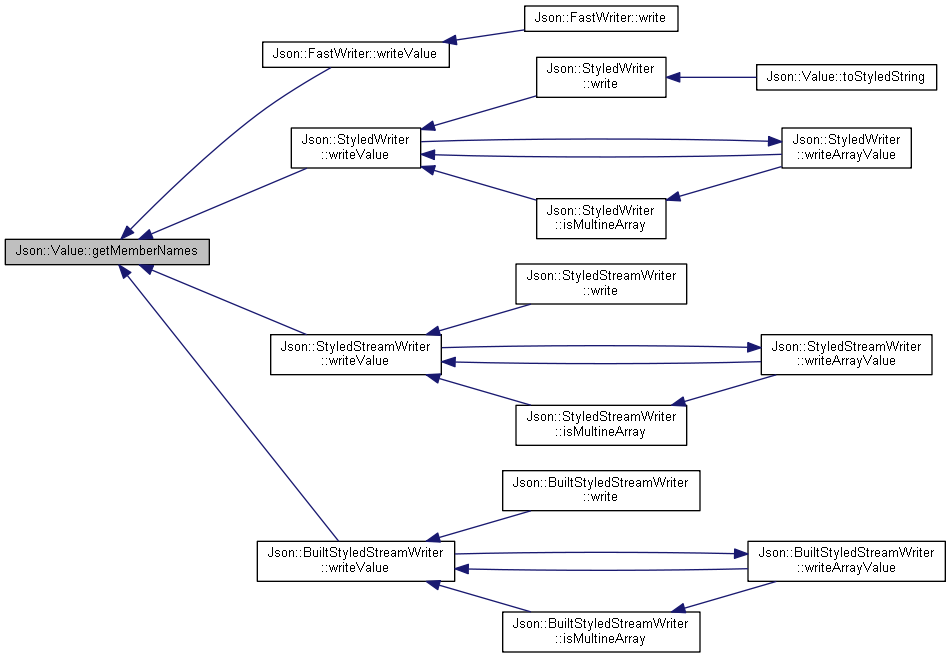 Json::FastWriter::write
Json::FastWriter::writeValue
Json::StyledWriter
::write
Json::Value::toStyledString
Json::StyledWriter
::writeValue
Json::StyledWriter
::writeArrayValue
Json::StyledWriter
::isMultineArray
Json::Value::getMemberNames
Json::StyledStreamWriter
::write
Json::StyledStreamWriter
::writeValue
Json::StyledStreamWriter
::writeArrayValue
Json::StyledStreamWriter
::isMultineArray
Json::BuiltStyledStreamWriter
::write
Json::BuiltStyledStreamWriter
::writeValue
Json::BuiltStyledStreamWriter
::writeArrayValue
Json::BuiltStyledStreamWriter
::isMultineArray